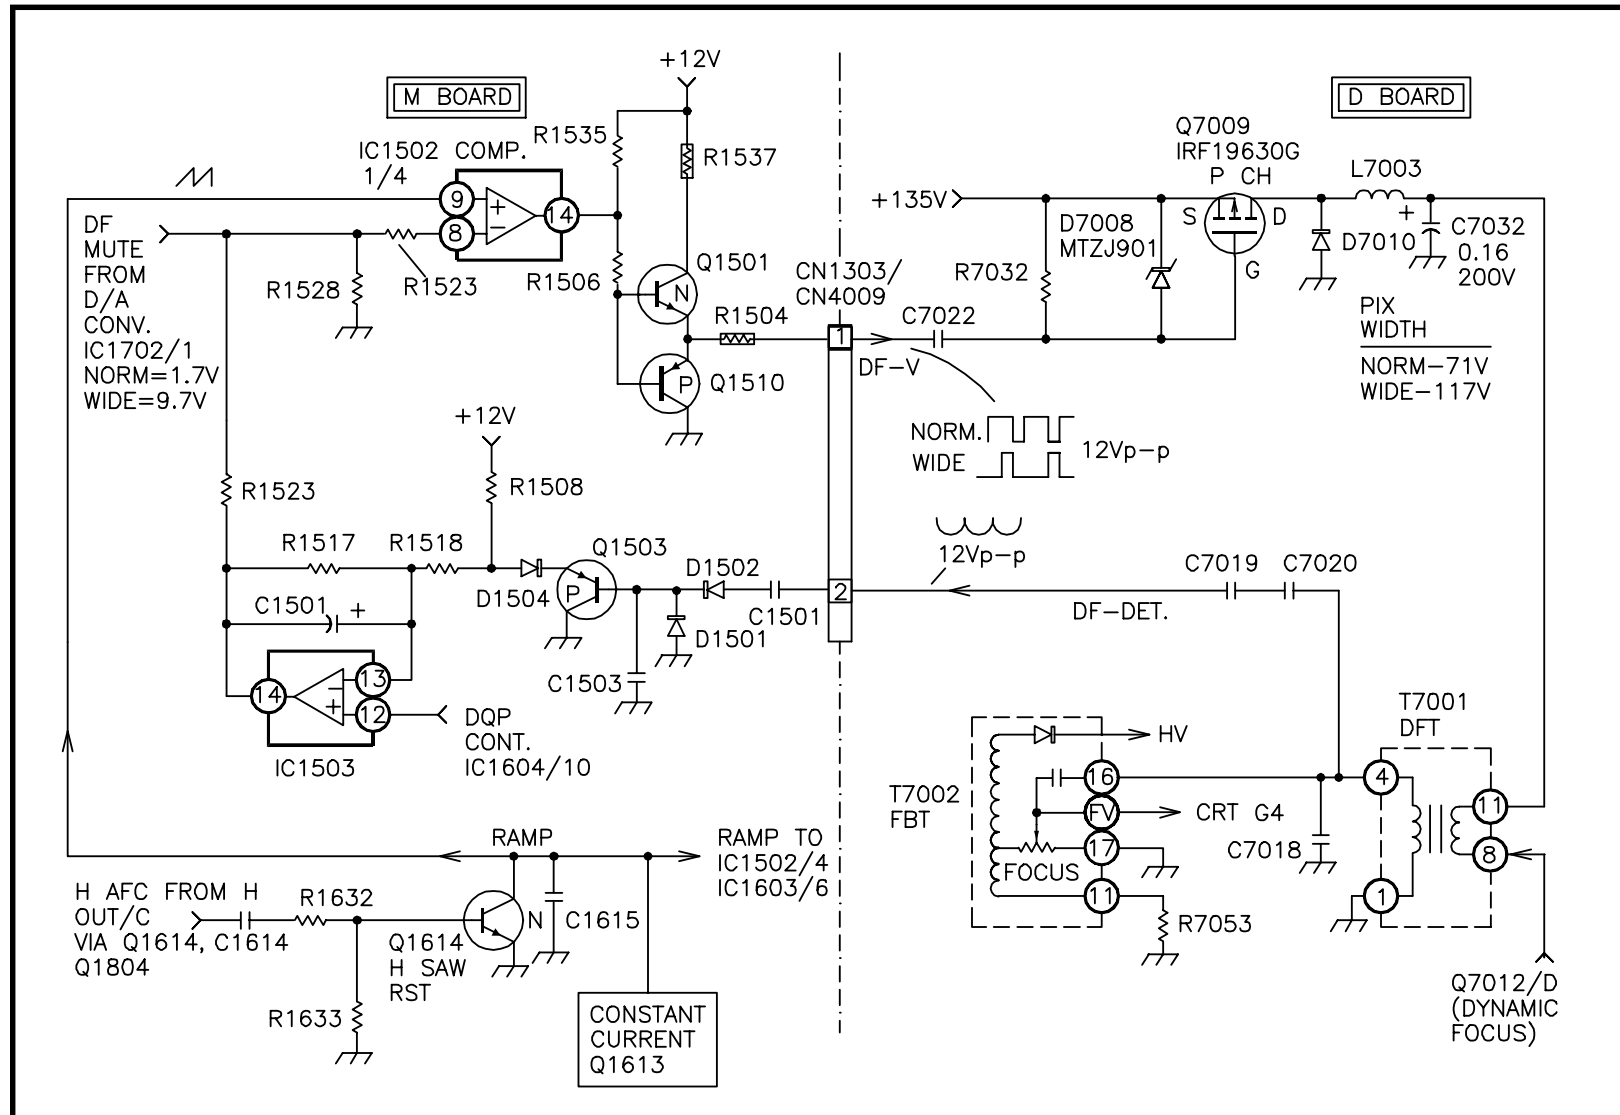 M BOARD
D BOARD
+12V
R1535
R1537
IC1502 COMP.
1/4
9
+
8
−
14
R1506
Q1501
N
R1504
P
Q1510
DF
MUTE
FROM
D/A
CONV.
IC1702/1
NORM=1.7V
WIDE=9.7V
R1528
R1523
CN1303/
CN4009
1
DF−V
C7022
+135V
Q7009
IRF19630G
P CH
S
D
G
D7008
MTZJ901
R7032
L7003
D7010
+
C7032
0.16
200V
PIX
WIDTH
NORM−71V
WIDE−117V
NORM.
WIDE
12Vp−p
+12V
R1508
R1523
R1517
R1518
C1501
+
D1504
Q1503
P
D1502
D1501
C1501
C1503
2
12Vp−p
DF−DET.
C7019
C7020
14
−
+
13
12
IC1503
DQP
CONT.
IC1604/10
T7002
FBT
HV
16
FV
CRT G4
17
FOCUS
11
R7053
C7018
T7001
DFT
4
1
11
8
Q7012/D
(DYNAMIC
FOCUS)
RAMP
RAMP TO
IC1502/4
IC1603/6
H AFC FROM H
OUT/C
VIA Q1614, C1614
Q1804
R1632
R1633
Q1614
H SAW
RST
N
C1615
CONSTANT
CURRENT
Q1613